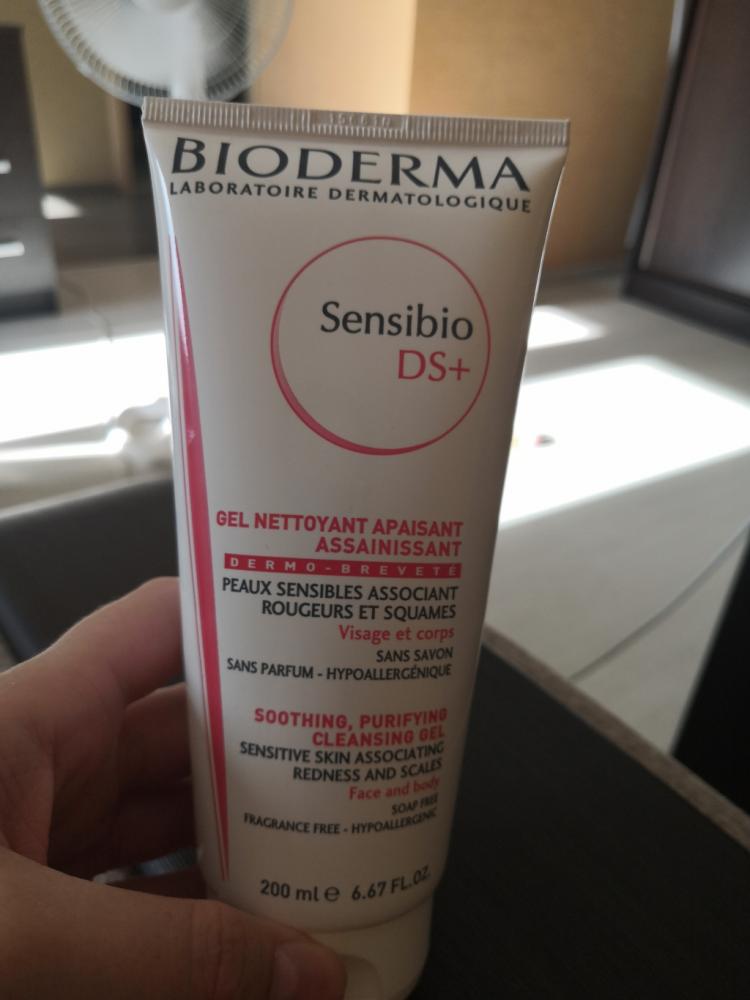 BIODERMA
LABORATOIRE DERMATOLOGIQUE
Sensibio
DS+
GEL NETTOYANT APAISANT
ASSAINISSANT
DERMO-BREVETÉ
PEAUX SENSIBLES ASSOCIANT
ROUGEURS ET SQUAMES
Visage et corps
SANS SAVON
SANS PARFUM - HYPOALLERGÉNIQUE
SOOTHING, PURIFYING
CLEANSING GEL
SENSITIVE SKIN ASSOCIATING
REDNESS AND SCALES
Face and body
SOAP FREE
FRAGRANCE FREE - HYPOALLERGENIC
200 ml e 6.67 FL.OZ.